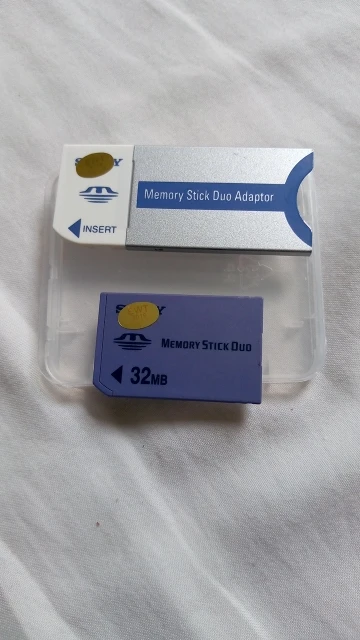 Memory Stick Duo Adaptor
INSERT
MEMORY STICK DUO
32MB